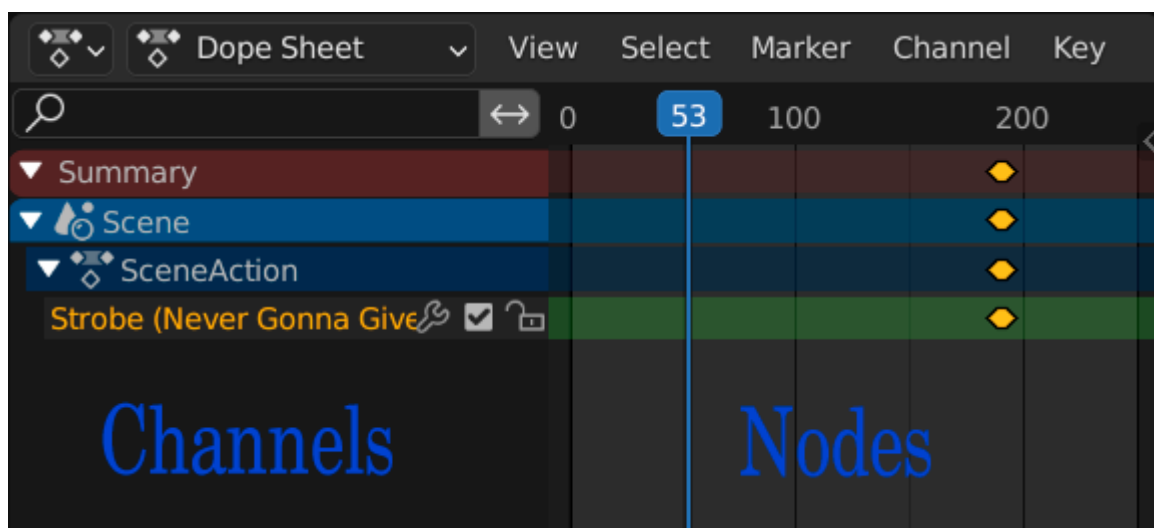 Dope Sheet View Select Marker Channel Key
0 53 100 200
Summary
Scene
SceneAction
Strobe (Never Gonna Give
Channels Nodes